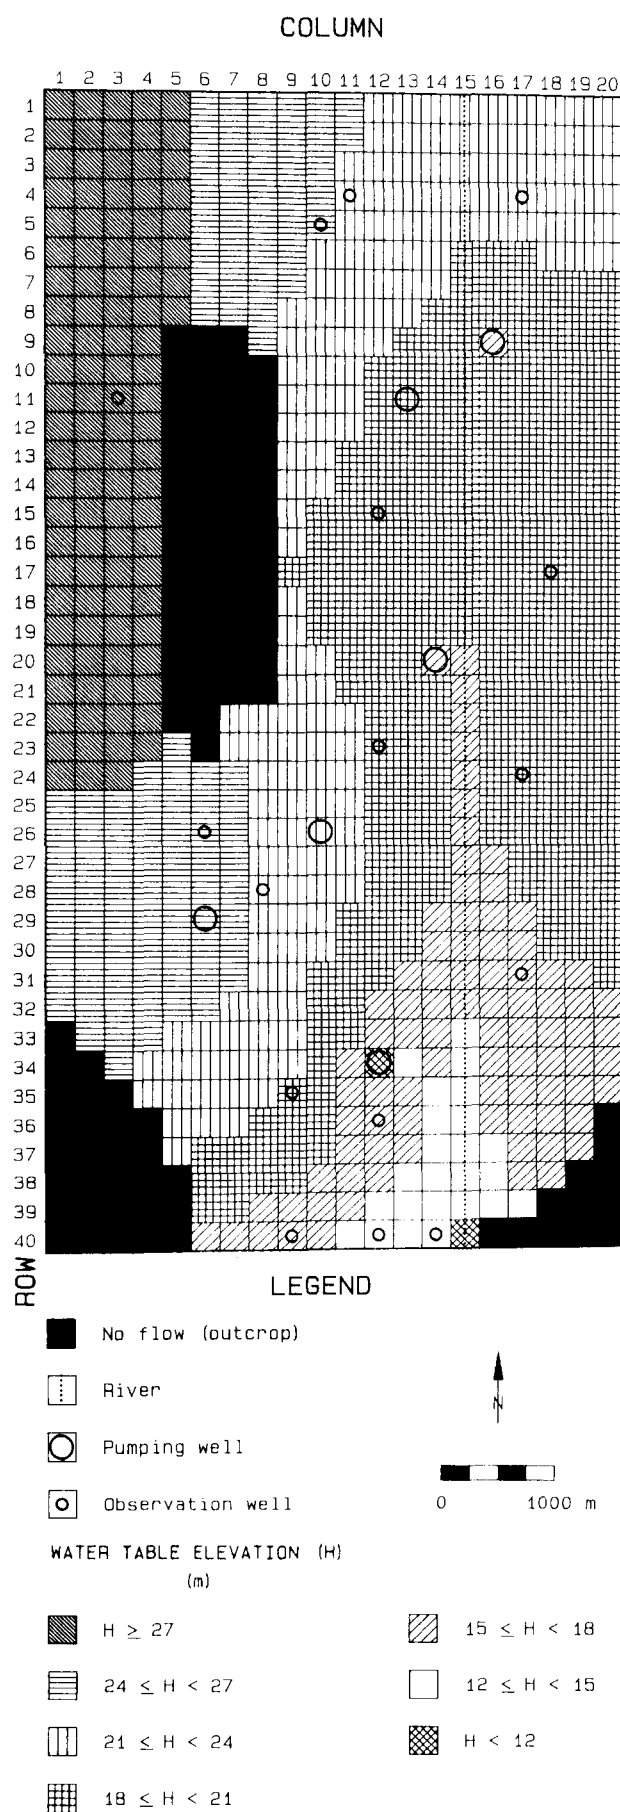 COLUMN
1 2 3 4 5 6 7 8 9 10 11 12 13 14 15 16 17 18 19 20
1
2
3
4
5
6
7
8
9
10
11
12
13
14
15
16
17
18
19
20
21
22
23
24
25
26
27
28
29
30
31
32
33
34
35
36
37
38
39
40
ROW
LEGEND
No flow (outcrop)
River
Pumping well
Observation well
N
0 1000 m
WATER TABLE ELEVATION (H)
(m)
H ≥ 27
24 ≤ H < 27
21 ≤ H < 24
18 ≤ H < 21
15 ≤ H < 18
12 ≤ H < 15
H < 12